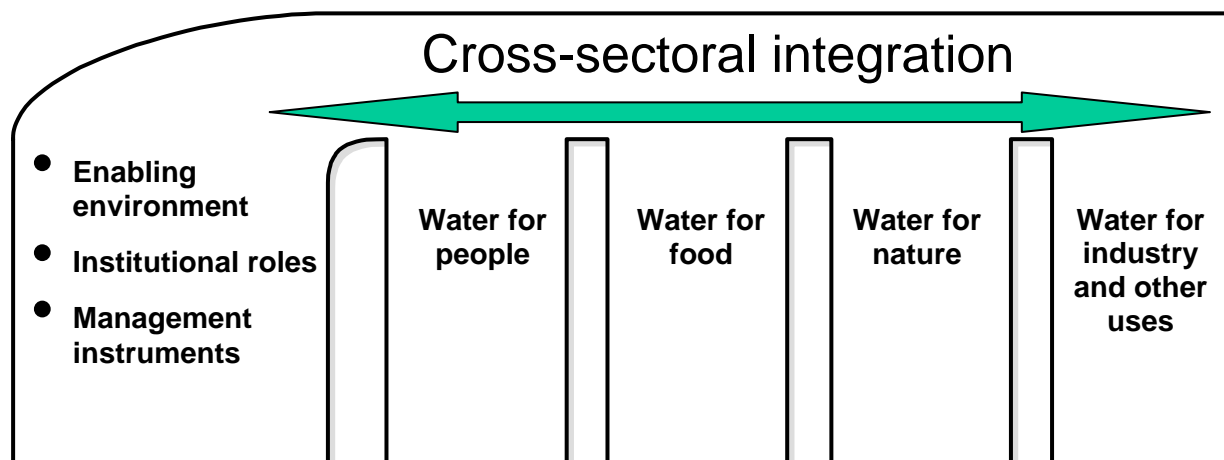 Cross-sectoral integration
• Enabling
environment
• Institutional roles
• Management
instruments
Water for
people
Water for
food
Water for
nature
Water for
industry
and other
uses